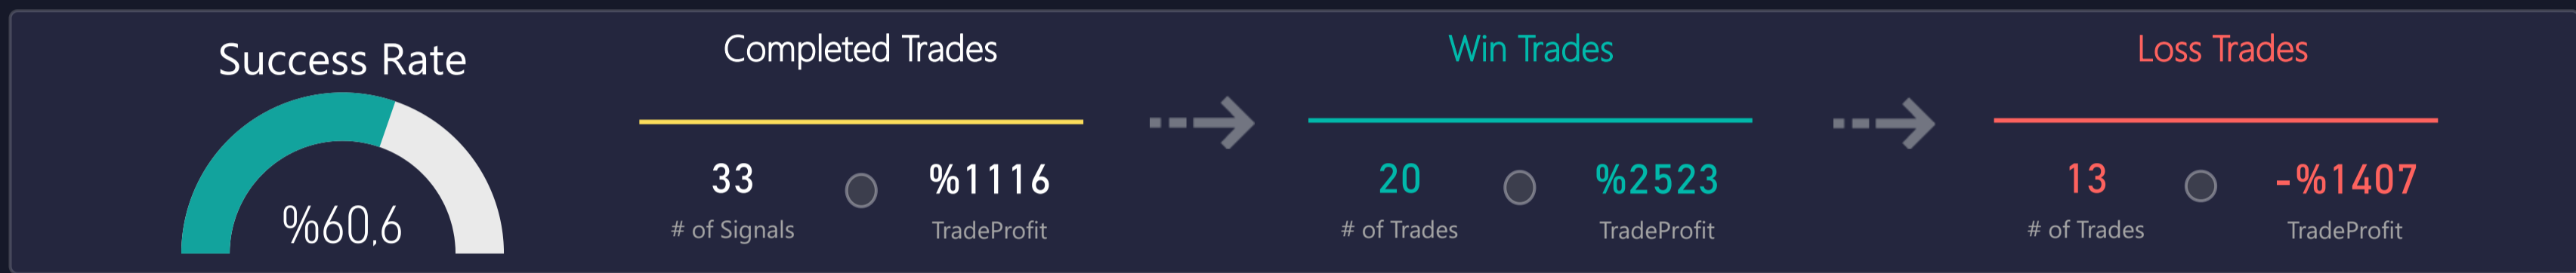 Success Rate
%60,6
Completed Trades
33
# of Signals
%1116
TradeProfit
Win Trades
20
# of Trades
%2523
TradeProfit
Loss Trades
13
# of Trades
-%1407
TradeProfit